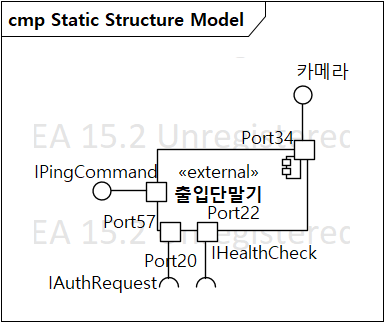 cmp Static Structure Model
카메라
EA 15.2 Unregistered
Port34
IPingCommand
«external»
출입단말기
Port57
Port22
EA 15.2 Unregistered
Port20
IHealthCheck
IAuthRequest